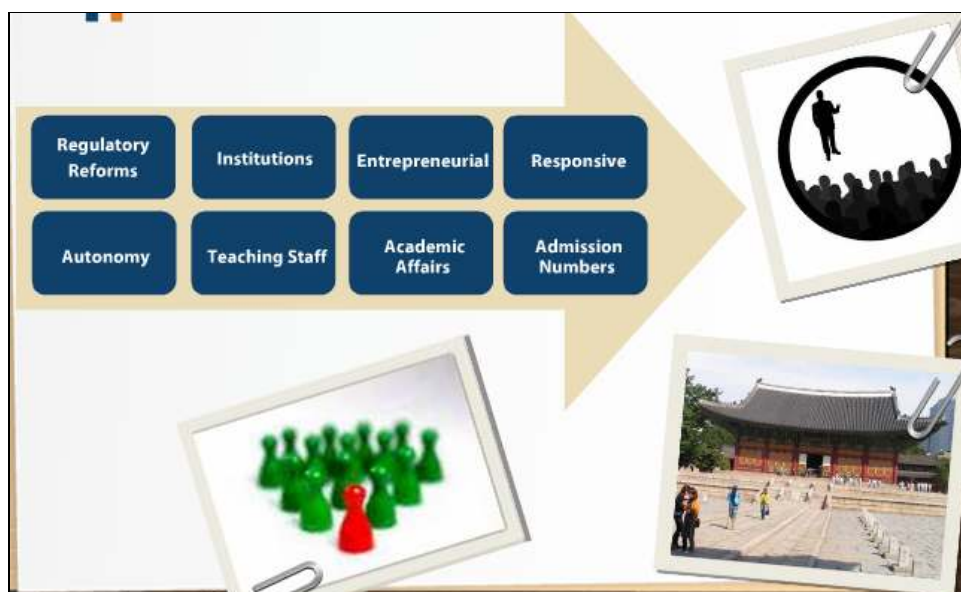 Regulatory
Reforms
Institutions
Entrepreneurial
Responsive
Autonomy
Teaching Staff
Academic
Affairs
Admission
Numbers